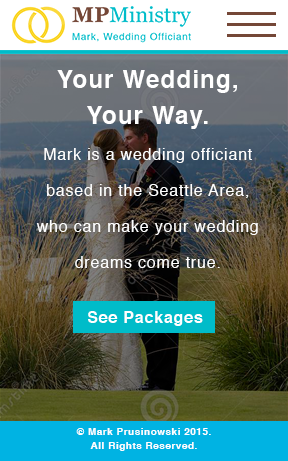 MPMinistry
Mark, Wedding Officiant
Your Wedding,
Your Way.
Mark is a wedding officiant
based in the Seattle Area,
who can make your wedding
dreams come true.
See Packages
© Mark Prusinowski 2015.
All Rights Reserved.